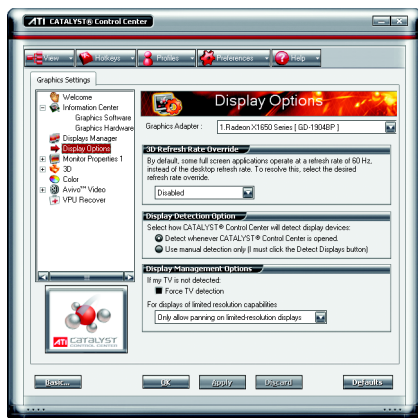 ATI CATALYST® Control Center
View
Hotkeys
Profiles
Preferences
Help
Graphics Settings
Welcome
Information Center
Graphics Software
Graphics Hardware
Displays Manager
Display Options
Monitor Properties 1
3D
Color
Avivo™ Video
VPU Recover
Display Options
Graphics Adapter :
1.Radeon X1650 Series [ GD-1904BP ]
3D Refresh Rate Override
By default, some full screen applications operate at a refresh rate of 60 Hz,
instead of the desktop refresh rate. To resolve this, select the desired
refresh rate override.
Disabled
Display Detection Option
Select how CATALYST® Control Center will detect display devices:
Detect whenever CATALYST® Control Center is opened.
Use manual detection only (I must click the Detect Displays button)
Display Management Options
If my TV is not detected:
Force TV detection
For displays of limited resolution capabilities
Only allow panning on limited-resolution displays
ATI CATALYST
CONTROL CENTER
Basic...
OK
Apply
Discard
Defaults